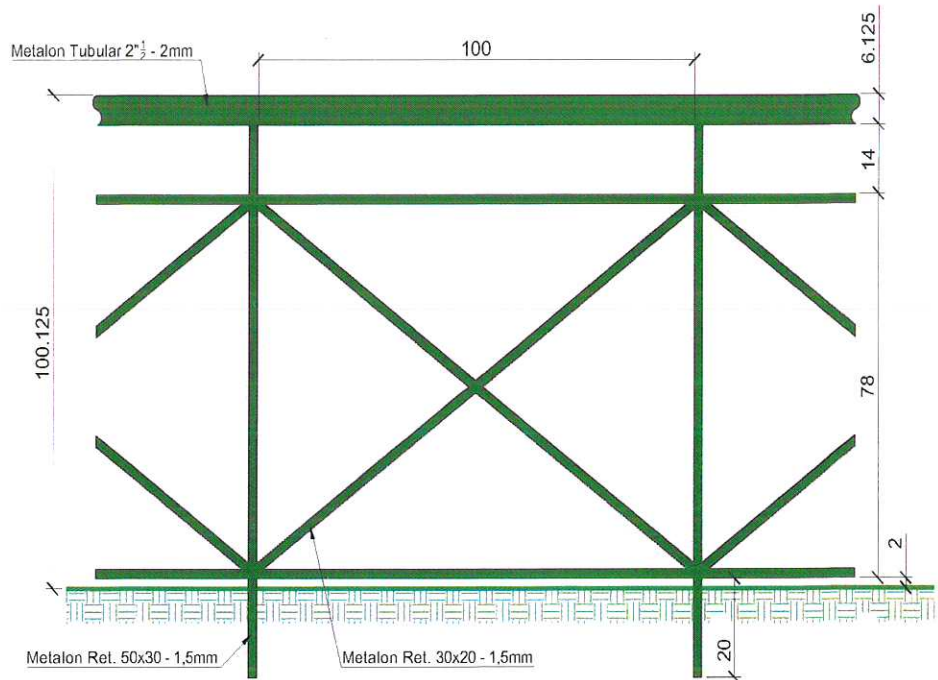 Metalon Tubular 2"½ - 2mm
100
6.125
14
100.125
78
2
Metalon Ret. 50x30 - 1,5mm
Metalon Ret. 30x20 - 1,5mm
20